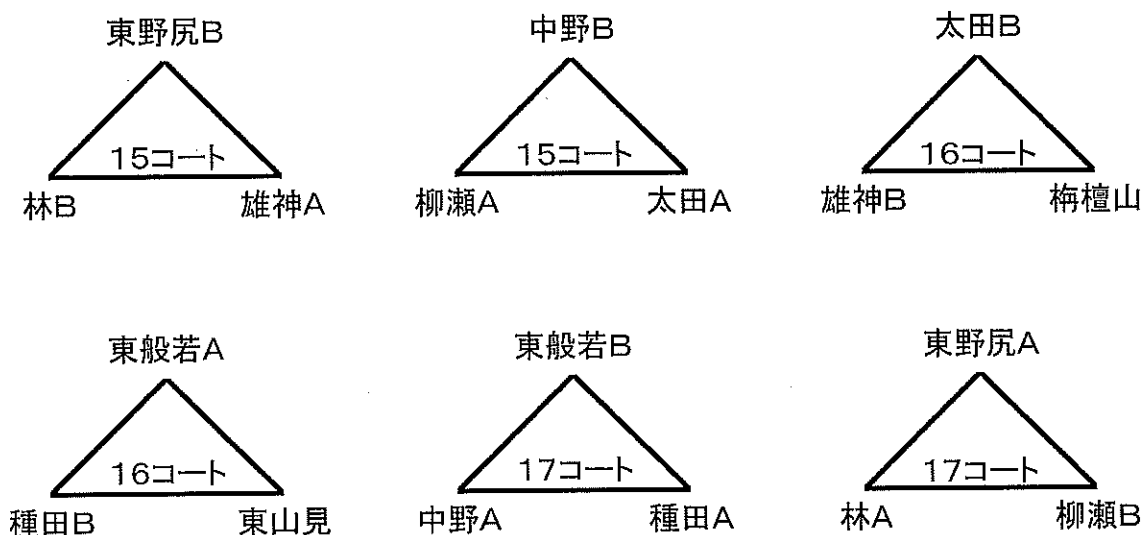 東野尻B
15コート
林B
雄神A
中野B
15コート
柳瀬A
太田A
太田B
16コート
雄神B
栴檀山
東般若A
16コート
種田B
東山見
東般若B
17コート
中野A
種田A
東野尻A
17コート
林A
柳瀬B